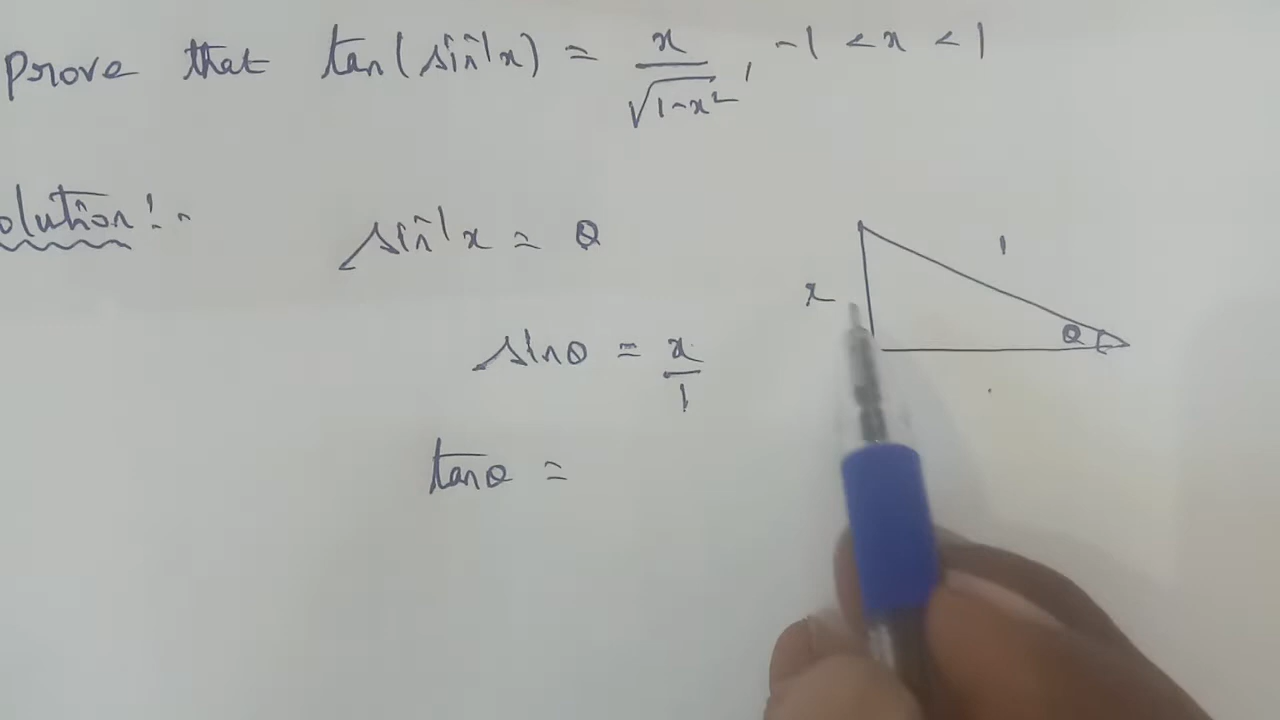 Prove that tan(sin⁻¹x) = x/√(1-x²), -1 < x < 1
olution:-
sin⁻¹x = θ
1
x
θ
sinθ = x/1
tanθ =